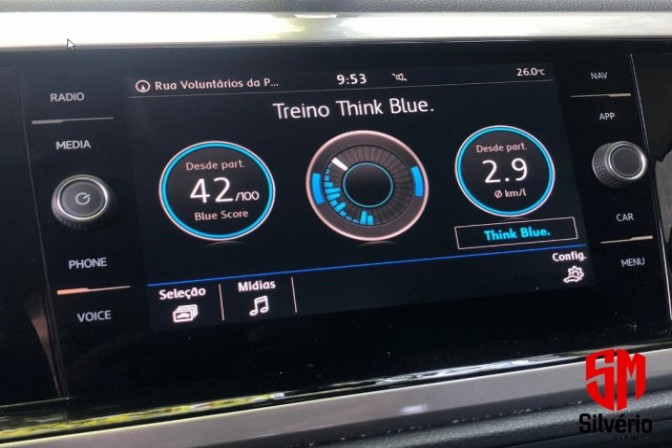 RADIO
MEDIA
PHONE
VOICE
Rua Voluntários da P...
9:53
26.0°C
Treino Think Blue.
Desde part.
42/100
Blue Score
Desde part.
2.9
Ø km/l
Think Blue.
Seleção
Mídias
Config.
NAV
APP
CAR
MENU
SM
Silvério